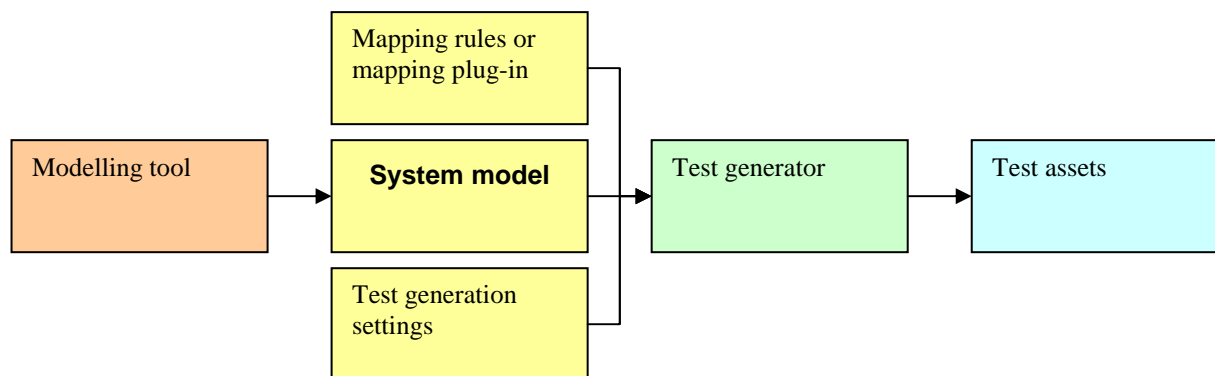 Mapping rules or
mapping plug-in
Modelling tool
System model
Test generator
Test assets
Test generation
settings